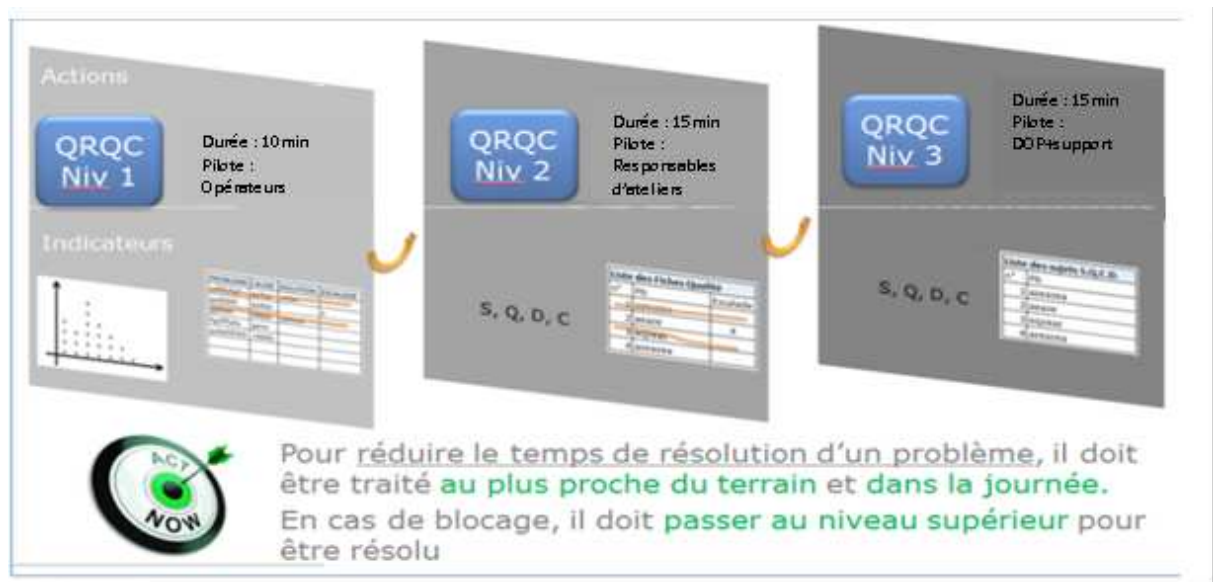 Actions
QRQC
Niv 1
Durée : 10 min
Pilote :
Opérateurs
QRQC
Niv 2
Durée : 15 min
Pilote :
Responsables
d'ateliers
QRQC
Niv 3
Durée : 15 min
Pilote :
DOP+support
Indicateurs
S, Q, D, C
Liste des Fiches Qualité
S, Q, D, C
Liste des sujets S.Q.C.D.
ACT
NOW
Pour réduire le temps de résolution d'un problème, il doit
être traité au plus proche du terrain et dans la journée.
En cas de blocage, il doit passer au niveau supérieur pour
être résolu